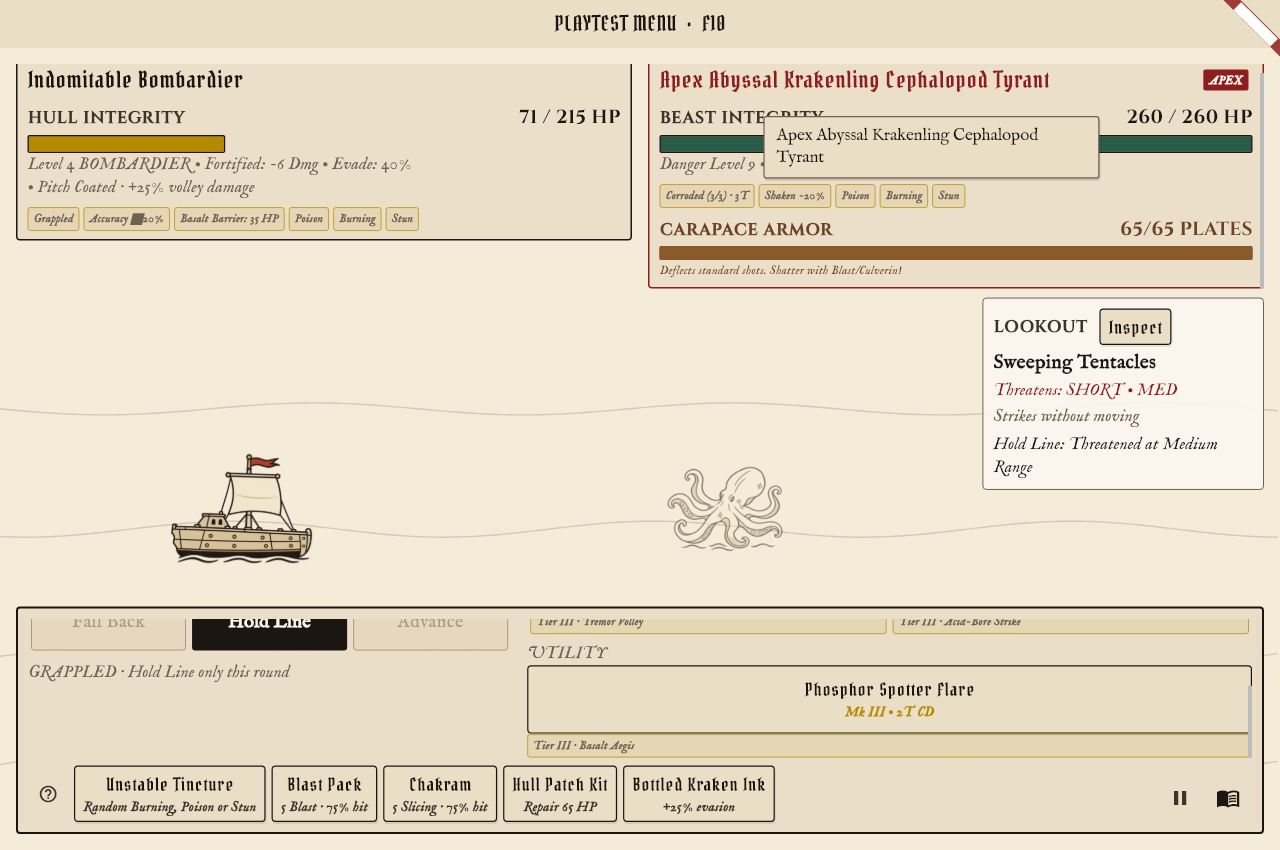 PLAYTEST MENU · F10
Indomitable Bombardier
HULL INTEGRITY 71 / 215 HP
Level 4 BOMBARDIER • Fortified: -6 Dmg • Evade: 40%
• Pitch Coated · +25% volley damage
Grappled Accuracy 20% Basalt Barrier: 35 HP Poison Burning Stun
Apex Abyssal Krakenling Cephalopod Tyrant APEX
BEAST INTEGRITY 260 / 260 HP
Apex Abyssal Krakenling Cephalopod
Tyrant
Danger Level 9 •
Corroded (3/3) · 3T Shaken -20% Poison Burning Stun
CARAPACE ARMOR 65/65 PLATES
Deflects standard shots. Shatter with Blast/Culverin!
LOOKOUT Inspect
Sweeping Tentacles
Threatens: SHORT • MED
Strikes without moving
Hold Line: Threatened at Medium
Range
Fall Back Hold Line Advance
GRAPPLED · Hold Line only this round
Tier III · Tremor Volley Tier III · Acid-Bore Strike
UTILITY
Phosphor Spotter Flare
Mk III • 2T CD
Tier III · Basalt Aegis
Unstable Tincture
Random Burning, Poison or Stun
Blast Pack
5 Blast · 75% hit
Chakram
5 Slicing · 75% hit
Hull Patch Kit
Repair 65 HP
Bottled Kraken Ink
+25% evasion